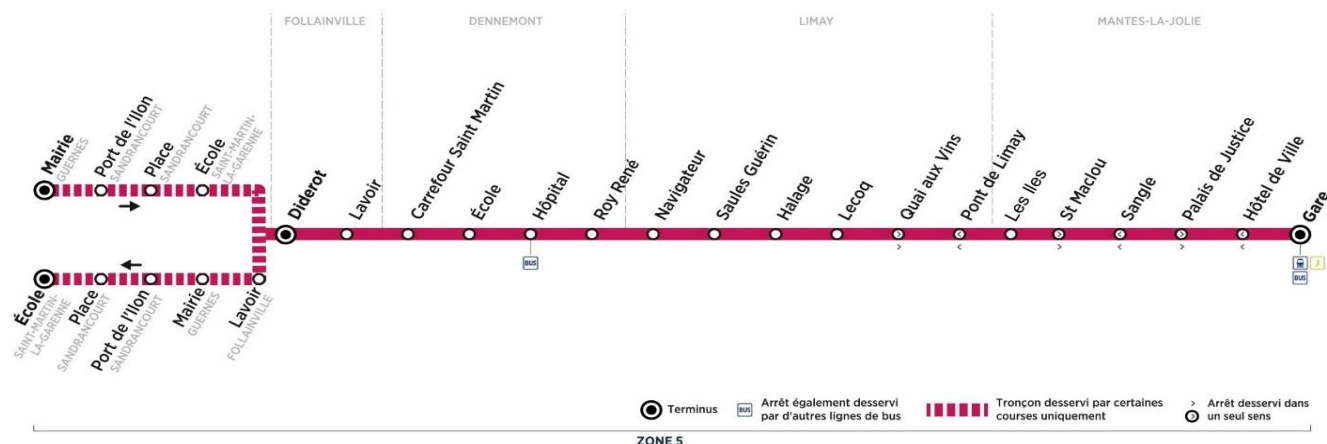 FOLLAINVILLE
DENNEMONT
LIMAY
MANTES-LA-JOLIE
Mairie
GUERNES
Port de l'Ilon
SANDRANCOURT
Place
SANDRANCOURT
École
SAINT-MARTIN-
LA-GARENNE
Diderot
Lavoir
Carrefour Saint Martin
École
Hôpital
Roy René
Navigateur
Saules Guérin
Halage
Lecoq
Quai aux Vins
Pont de Limay
Les Iles
St Maclou
Sangle
Palais de Justice
Hôtel de Ville
Gare
BUS
J
BUS
École
SAINT-MARTIN-
LA-GARENNE
Place
SANDRANCOURT
Port de l'Ilon
SANDRANCOURT
Mairie
GUERNES
Lavoir
FOLLAINVILLE
Terminus
BUS
Arrêt également desservi
par d'autres lignes de bus
Tronçon desservi par certaines
courses uniquement
Arrêt desservi dans
un seul sens
ZONE 5